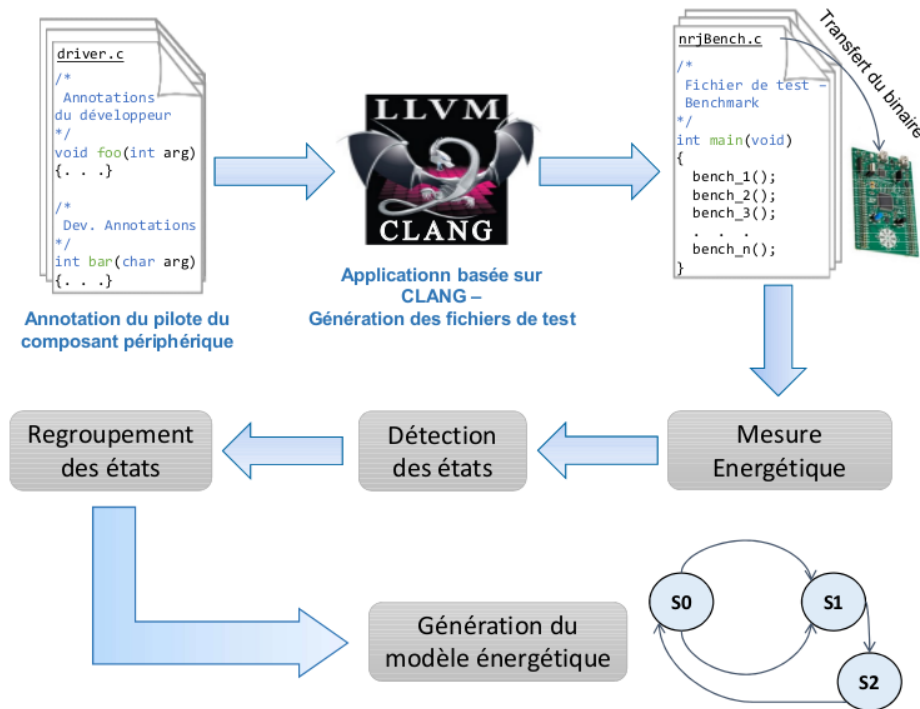 driver.c
/*
Annotations
du développeur
*/
void foo(int arg)
{. . .}
/*
Dev. Annotations
*/
int bar(char arg)
{. . .}
Annotation du pilote du
composant périphérique
LLVM
CLANG
Applicationn basée sur
CLANG –
Génération des fichiers de test
nrjBench.c
/*
Fichier de test –
Benchmark
*/
int main(void)
{
bench_1();
bench_2();
bench_3();
. . .
bench_n();
}
Transfert du binaire
Regroupement
des états
Détection
des états
Mesure
Energétique
Génération du
modèle énergétique
S0
S1
S2